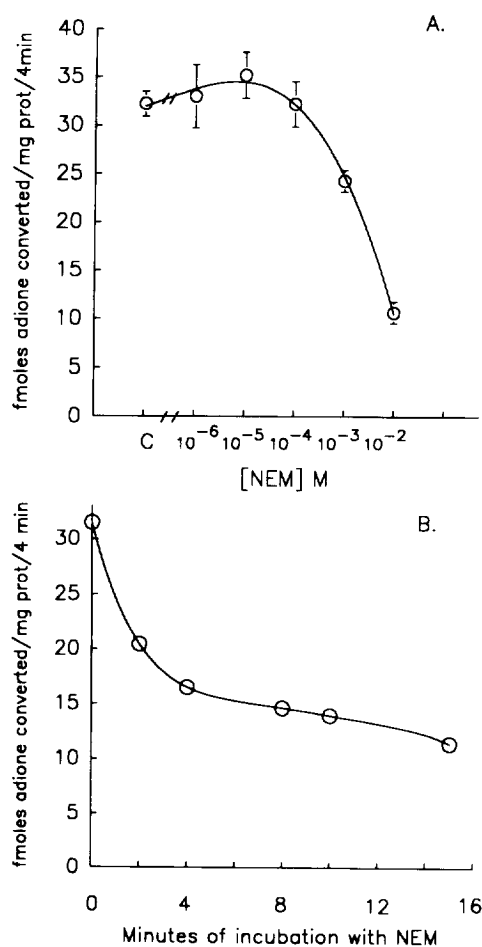 A.
fmoles adione converted/mg prot/4min
40
35
30
25
20
15
10
5
0
C 10⁻⁶ 10⁻⁵ 10⁻⁴ 10⁻³ 10⁻²
[NEM] M
B.
fmoles adione converted/mg prot/4 min
30
25
20
15
10
5
0
0 4 8 12 16
Minutes of incubation with NEM